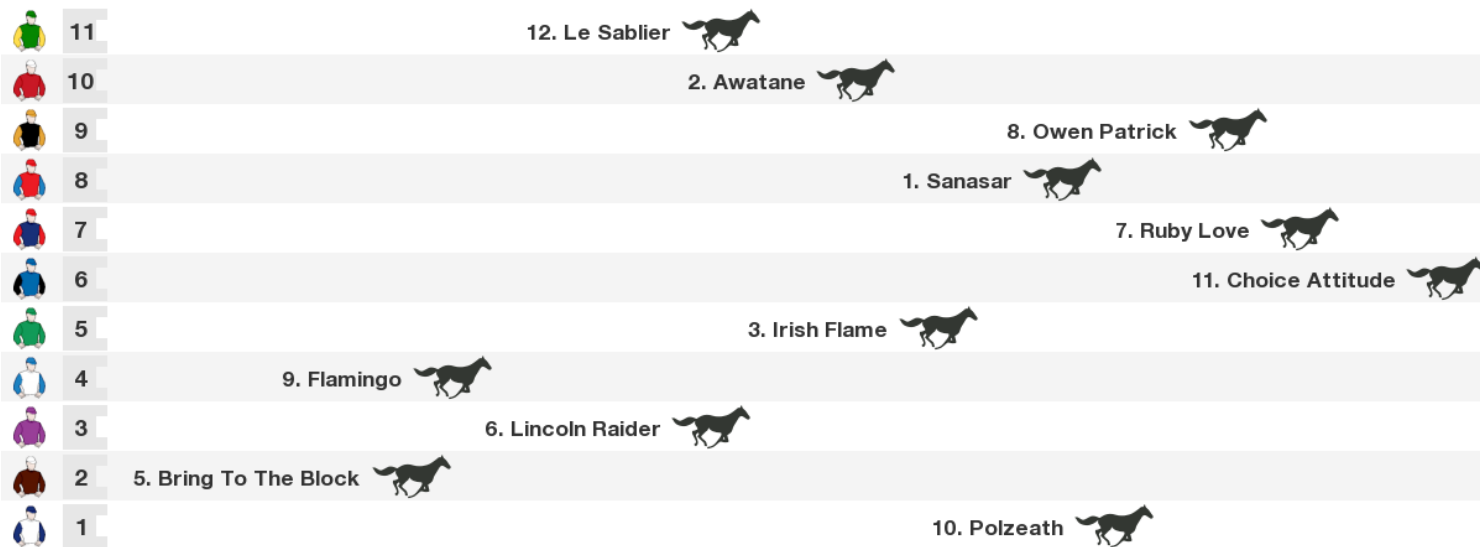 11 12. Le Sablier
10 2. Awatane
9 8. Owen Patrick
8 1. Sanasar
7 7. Ruby Love
6 11. Choice Attitude
5 3. Irish Flame
4 9. Flamingo
3 6. Lincoln Raider
2 5. Bring To The Block
1 10. Polzeath